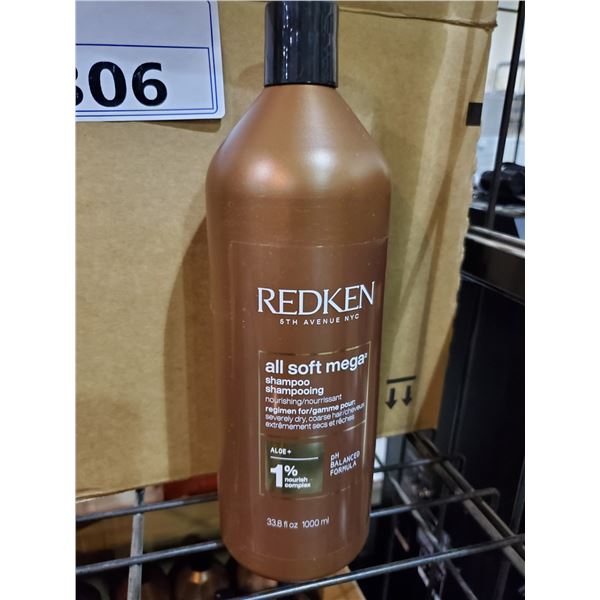 306
REDKEN
5TH AVENUE NYC
all soft mega²
shampoo
shampooing
nourishing/nourrissant
regimen for/gamme pour:
severely dry, coarse hair/cheveux
extrêmement secs et rêches
ALOE+
1%
nourish
complex
pH
BALANCED
FORMULA
33.8 fl oz 1000 ml